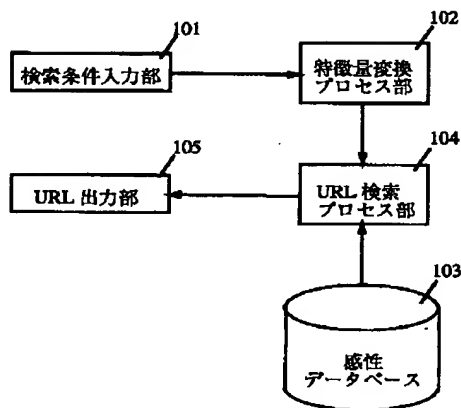 101
検索条件入力部
102
特徴量変換
プロセス部
105
URL 出力部
104
URL 検索
プロセス部
103
感性
データベース